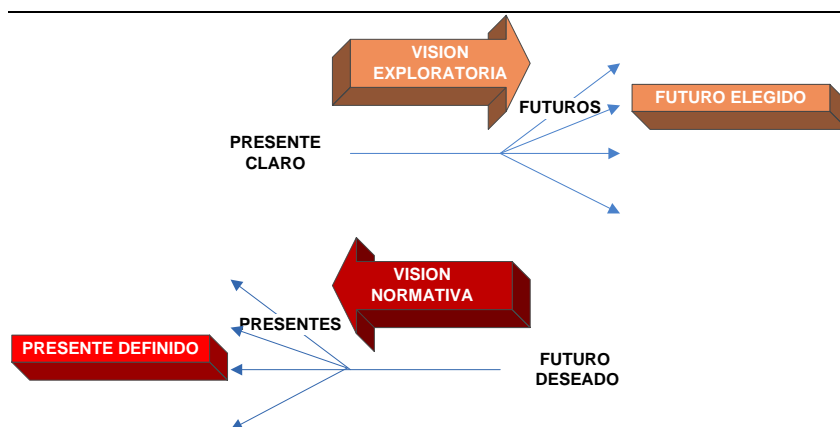 VISION
EXPLORATORIA
FUTUROS
FUTURO ELEGIDO
PRESENTE
CLARO
VISION
NORMATIVA
PRESENTES
PRESENTE DEFINIDO
FUTURO
DESEADO